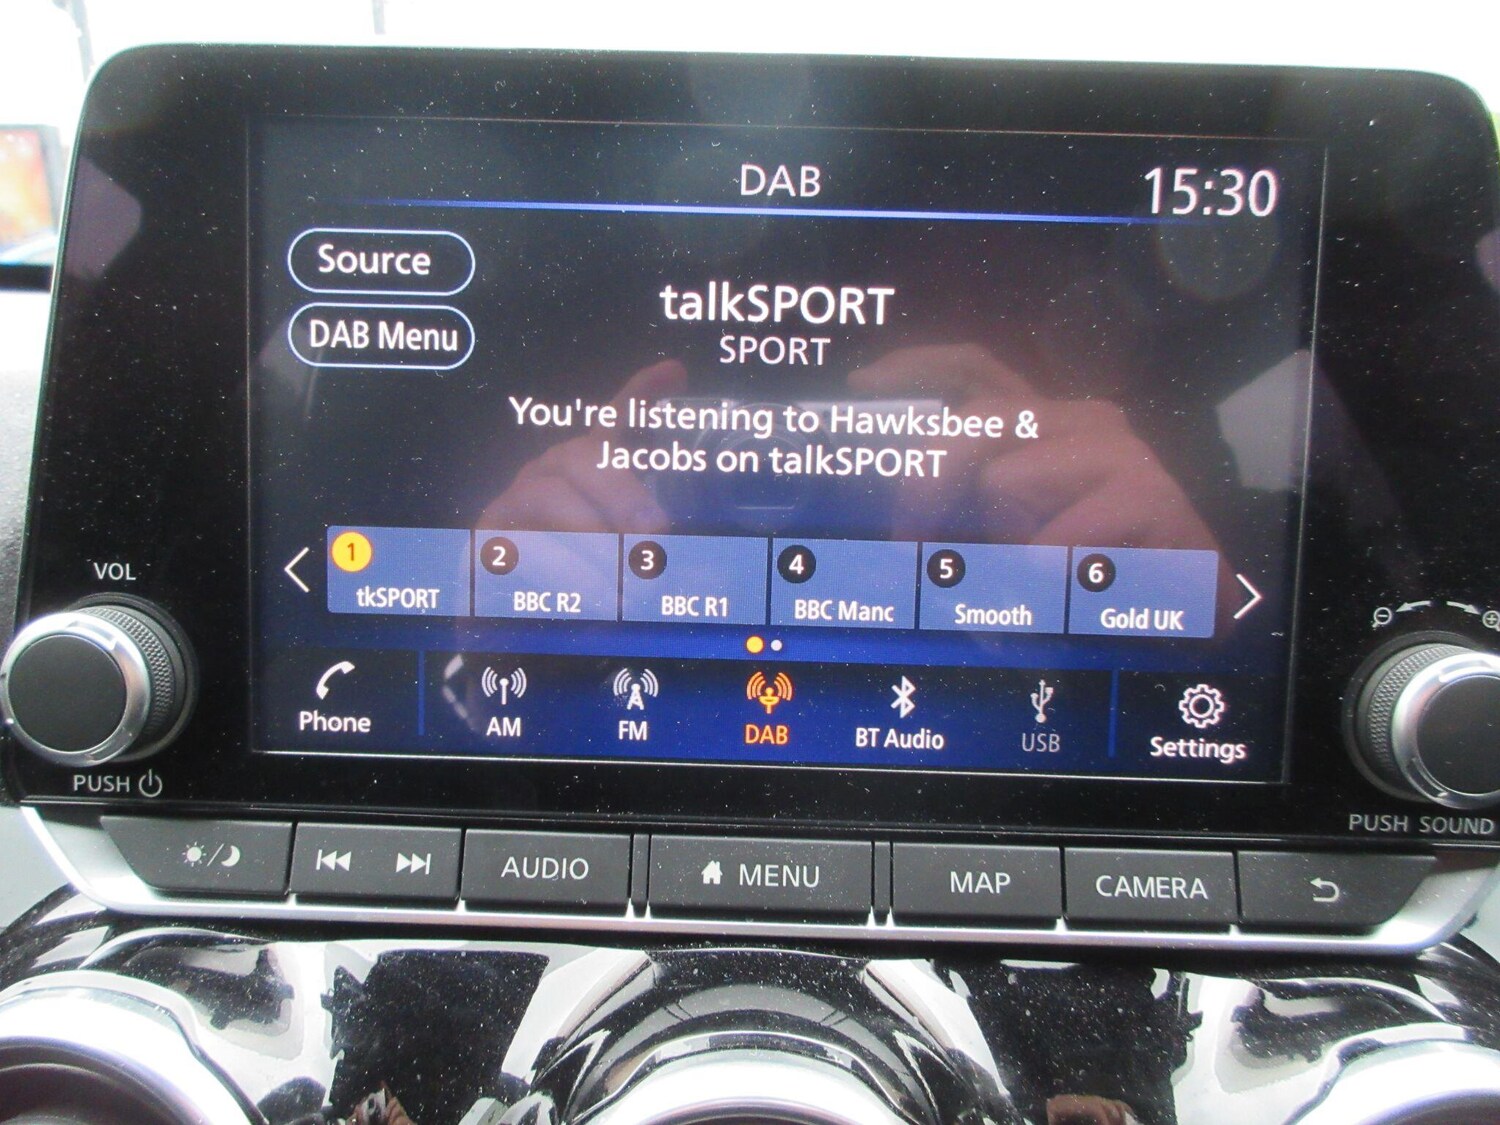 DAB
15:30
Source
DAB Menu
talkSPORT
SPORT
You're listening to Hawksbee &
Jacobs on talkSPORT
1 tkSPORT
2 BBC R2
3 BBC R1
4 BBC Manc
5 Smooth
6 Gold UK
Phone
AM
FM
DAB
BT Audio
USB
Settings
VOL
PUSH
PUSH SOUND
AUDIO
MENU
MAP
CAMERA